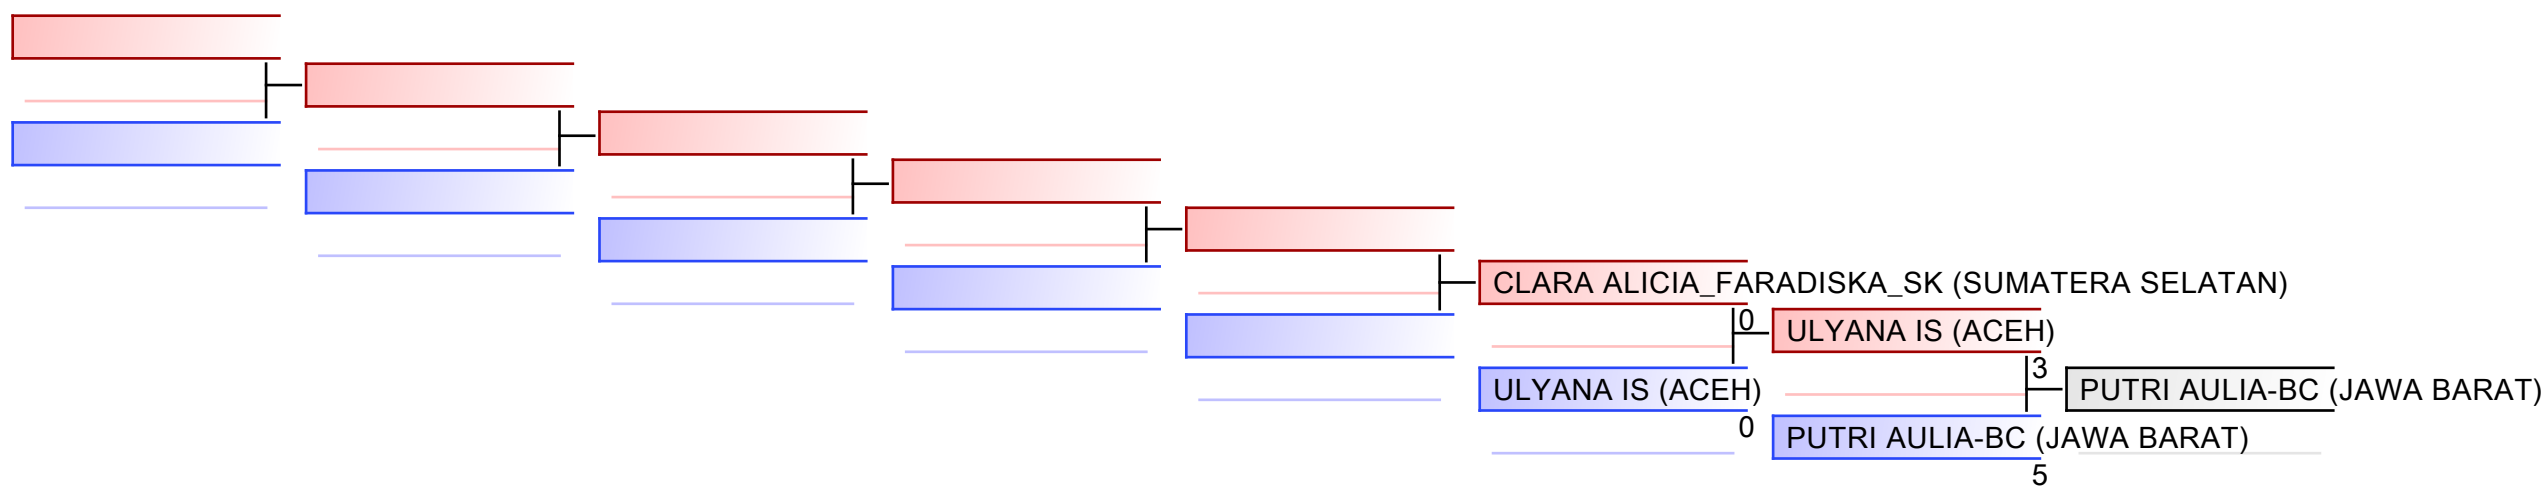 CLARA ALICIA_FARADISKA_SK (SUMATERA SELATAN)
0
ULYANA IS (ACEH)
0
ULYANA IS (ACEH)
3
PUTRI AULIA-BC (JAWA BARAT)
5
PUTRI AULIA-BC (JAWA BARAT)